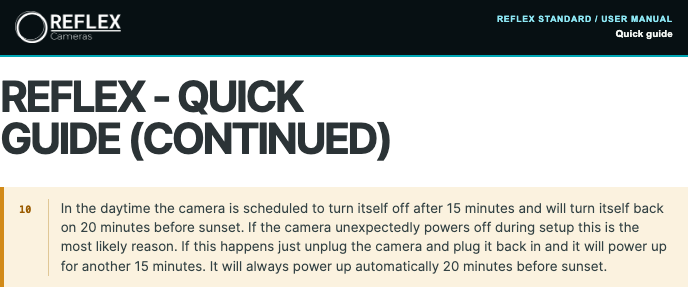 REFLEX
Cameras
REFLEX STANDARD / USER MANUAL
Quick guide
REFLEX - QUICK
GUIDE (CONTINUED)
10
In the daytime the camera is scheduled to turn itself off after 15 minutes and will turn itself back
on 20 minutes before sunset. If the camera unexpectedly powers off during setup this is the
most likely reason. If this happens just unplug the camera and plug it back in and it will power up
for another 15 minutes. It will always power up automatically 20 minutes before sunset.